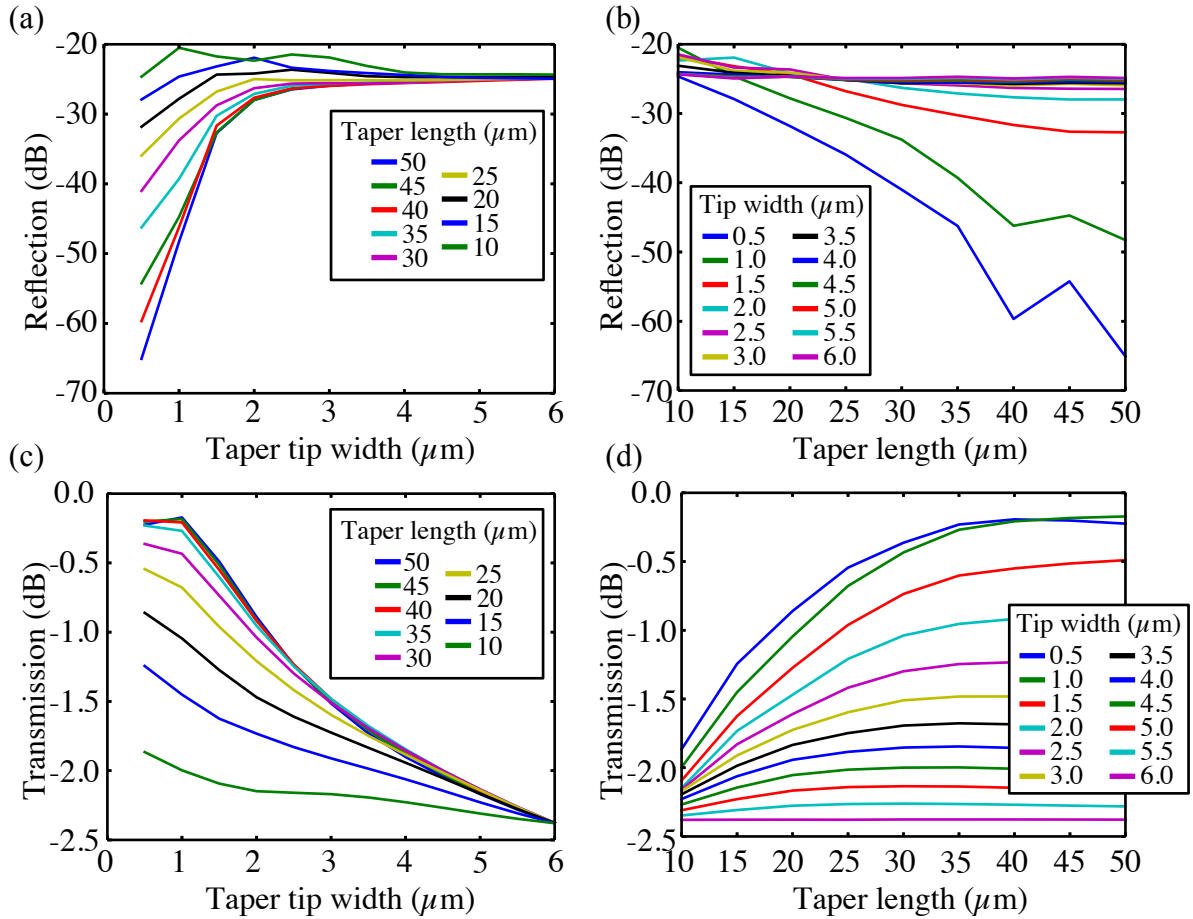 (a)
Reflection (dB)
-20
-30
-40
-50
-60
-70
0 1 2 3 4 5 6
Taper tip width (µm)
Taper length (µm)
50
45
40
35
30
25
20
15
10
(b)
Reflection (dB)
-20
-30
-40
-50
-60
-70
10 15 20 25 30 35 40 45 50
Taper length (µm)
Tip width (µm)
0.5 3.5
1.0 4.0
1.5 4.5
2.0 5.0
2.5 5.5
3.0 6.0
(c)
Transmission (dB)
0.0
-0.5
-1.0
-1.5
-2.0
-2.5
0 1 2 3 4 5 6
Taper tip width (µm)
Taper length (µm)
50
45
40
35
30
25
20
15
10
(d)
Transmission (dB)
0.0
-0.5
-1.0
-1.5
-2.0
-2.5
10 15 20 25 30 35 40 45 50
Taper length (µm)
Tip width (µm)
0.5 3.5
1.0 4.0
1.5 4.5
2.0 5.0
2.5 5.5
3.0 6.0